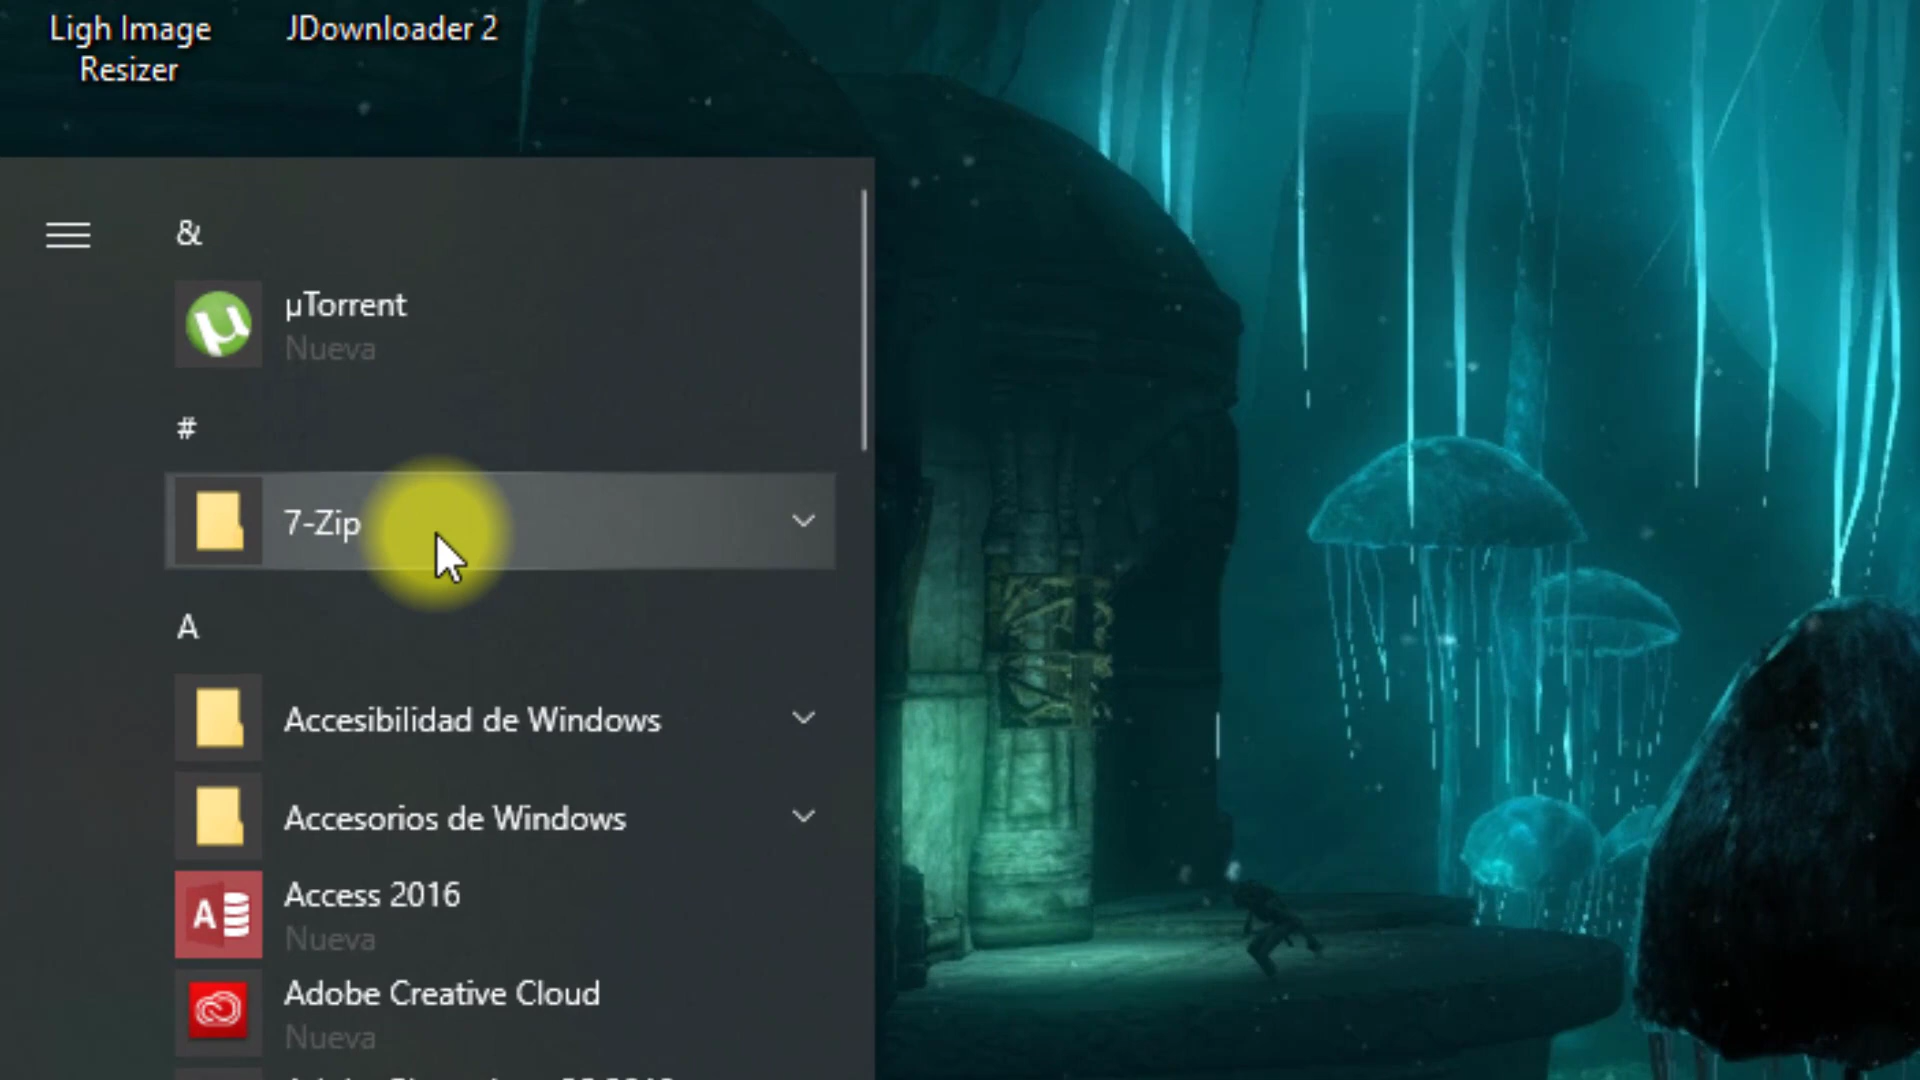 Ligh Image
Resizer
JDownloader 2
&
µTorrent
Nueva
#
7-Zip
A
Accesibilidad de Windows
Accesorios de Windows
Access 2016
Nueva
Adobe Creative Cloud
Nueva